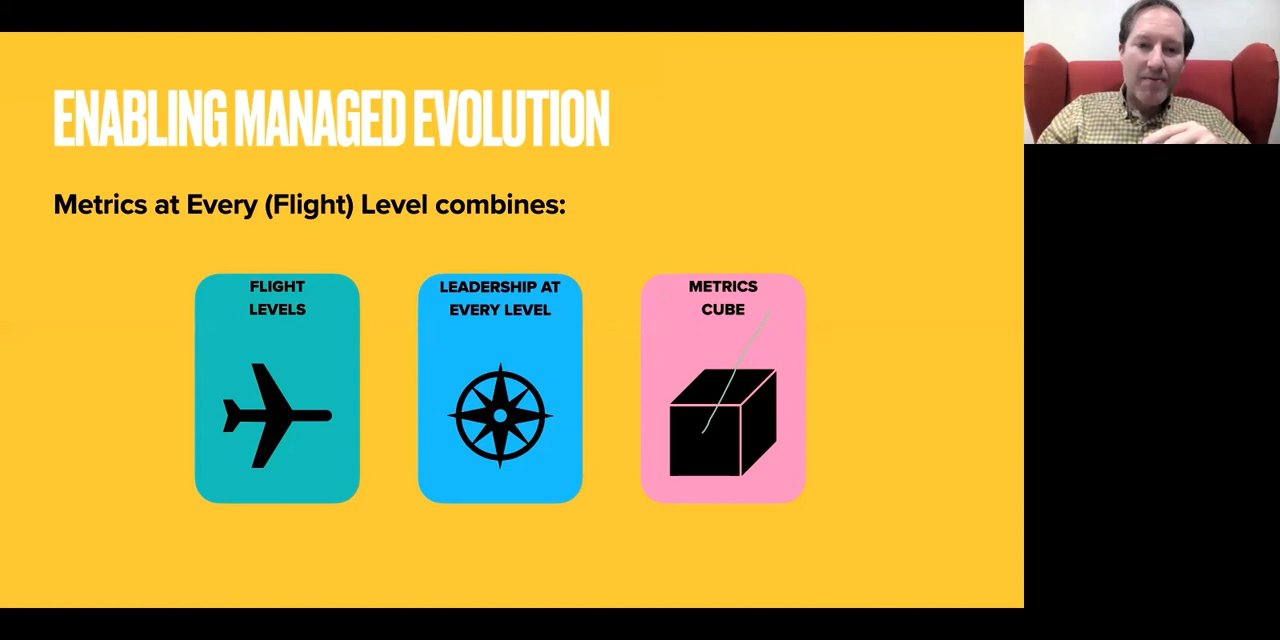 ENABLING MANAGED EVOLUTION
Metrics at Every (Flight) Level combines:
FLIGHT
LEVELS
LEADERSHIP AT
EVERY LEVEL
METRICS
CUBE